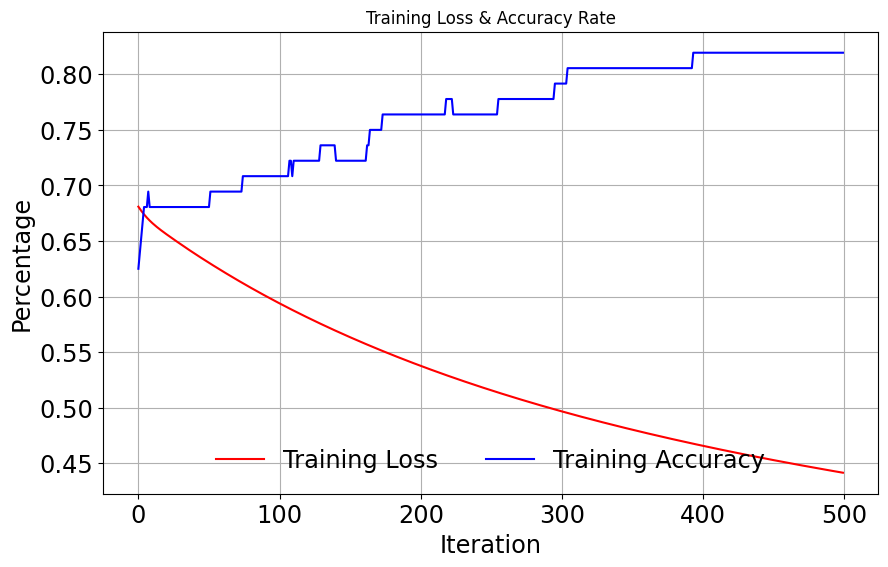 Training Loss & Accuracy Rate
0.80
0.75
0.70
0.65
0.60
0.55
0.50
0.45
Percentage
Training Loss
Training Accuracy
0 100 200 300 400 500
Iteration